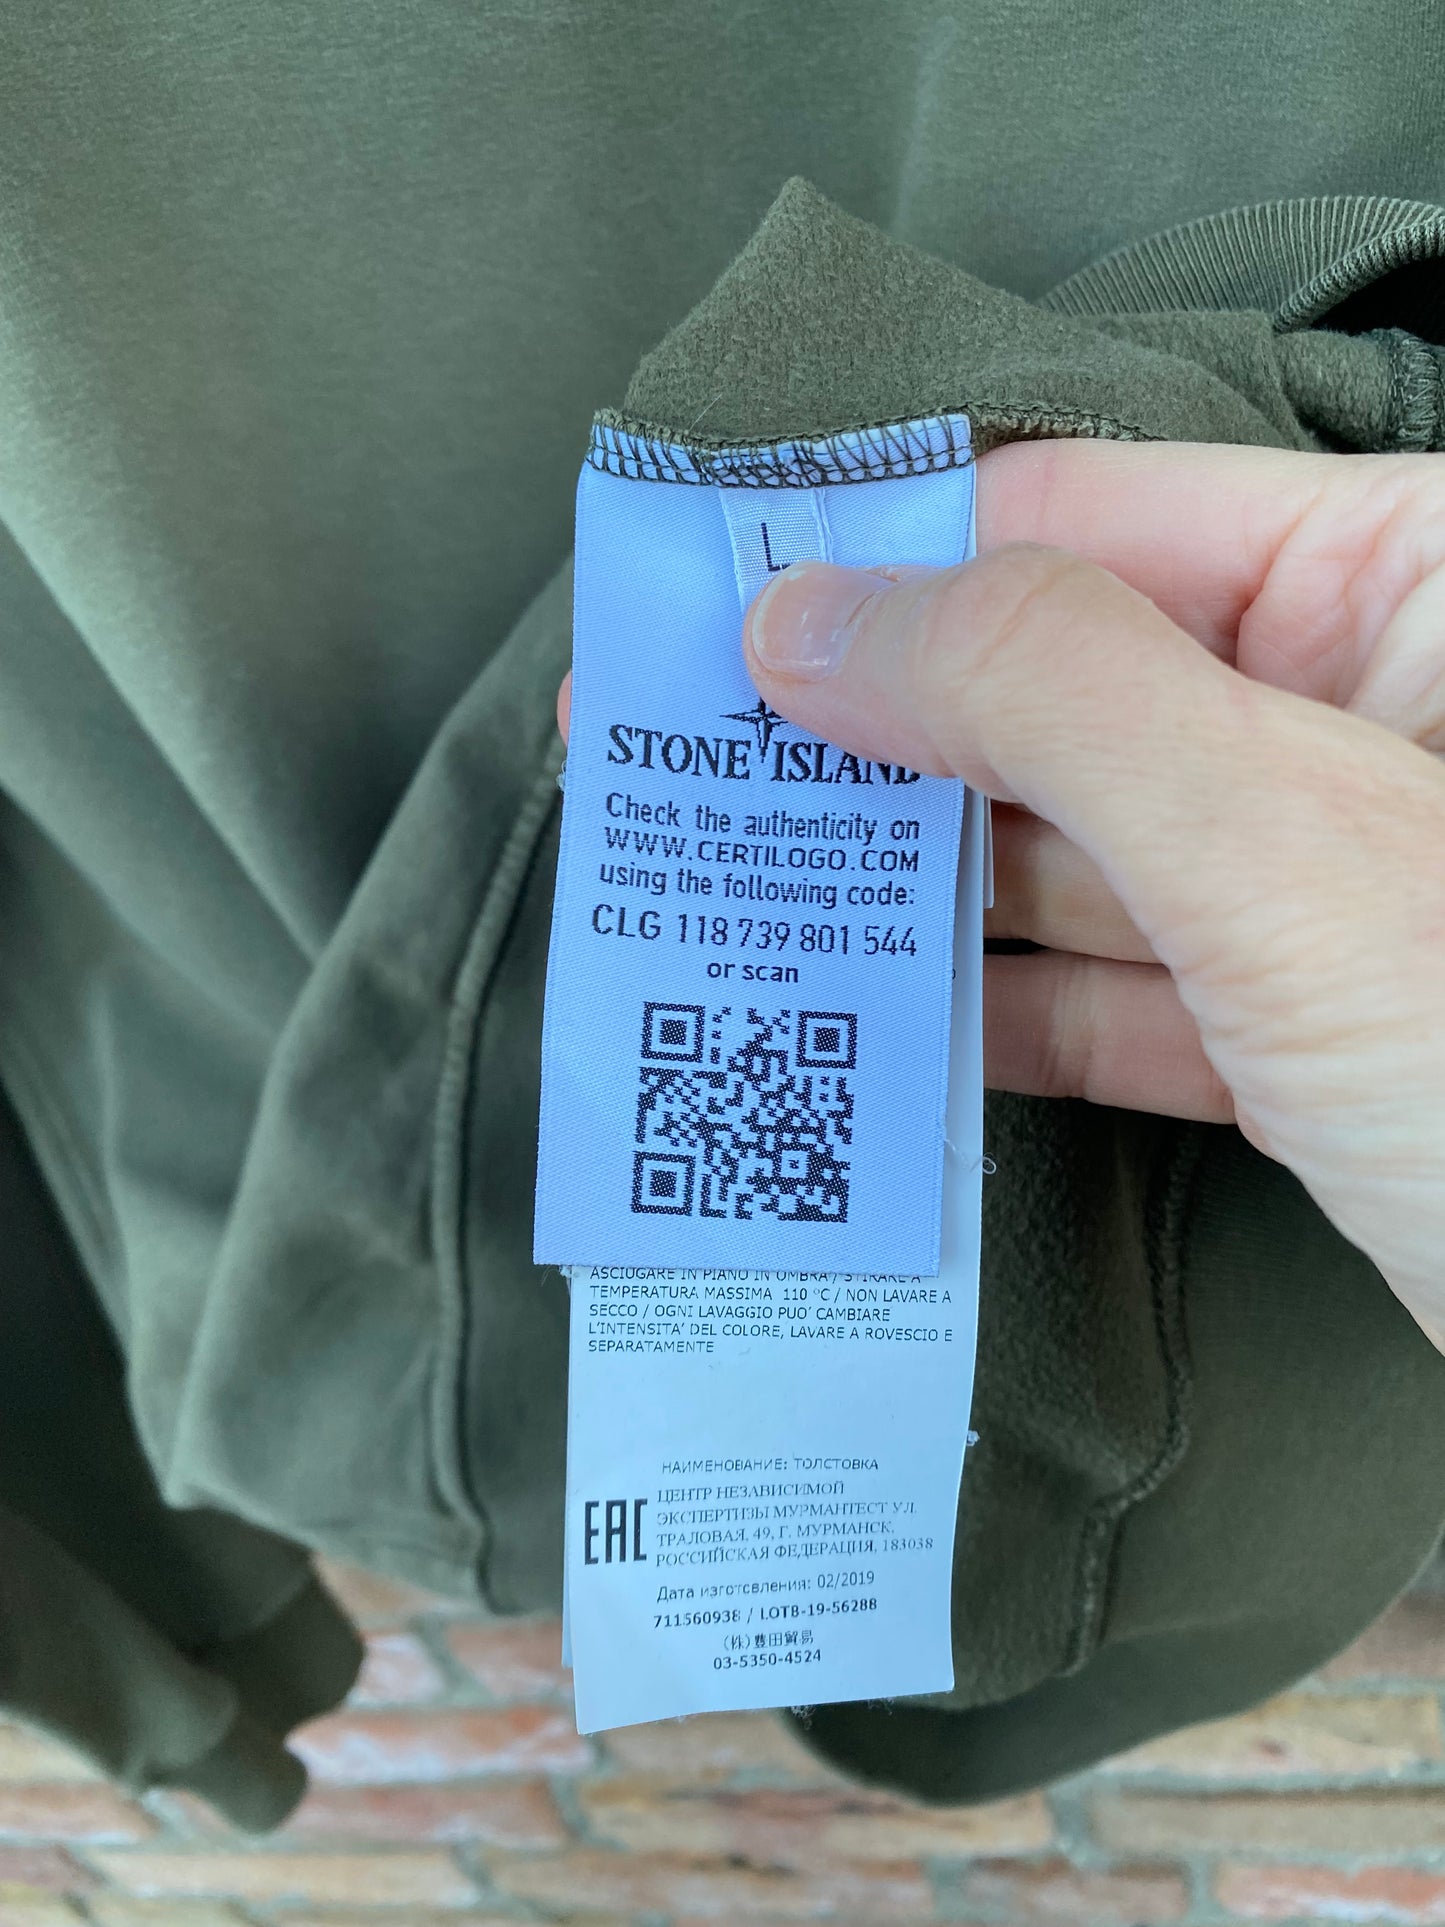 L
STONE ISLAND
Check the authenticity on
WWW.CERTILOGO.COM
using the following code:
CLG 118 739 801 544
or scan
ASCIUGARE IN PIANO IN OMBRA / STIRARE A
TEMPERATURA MASSIMA 110 °C / NON LAVARE A
SECCO / OGNI LAVAGGIO PUO' CAMBIARE
L'INTENSITA' DEL COLORE, LAVARE A ROVESCIO E
SEPARATAMENTE
НАИМЕНОВАНИЕ: ТОЛСТОВКА
EAC
ЦЕНТР НЕЗАВИСИМОЙ
ЭКСПЕРТИЗЫ МУРМАНТЕСТ УЛ.
ТРАЛОВАЯ, 49, Г. МУРМАНСК,
РОССИЙСКАЯ ФЕДЕРАЦИЯ, 183038
Дата изготовления: 02/2019
711560938 / LOTB-19-56288
(株)豊田貿易
03-5350-4524